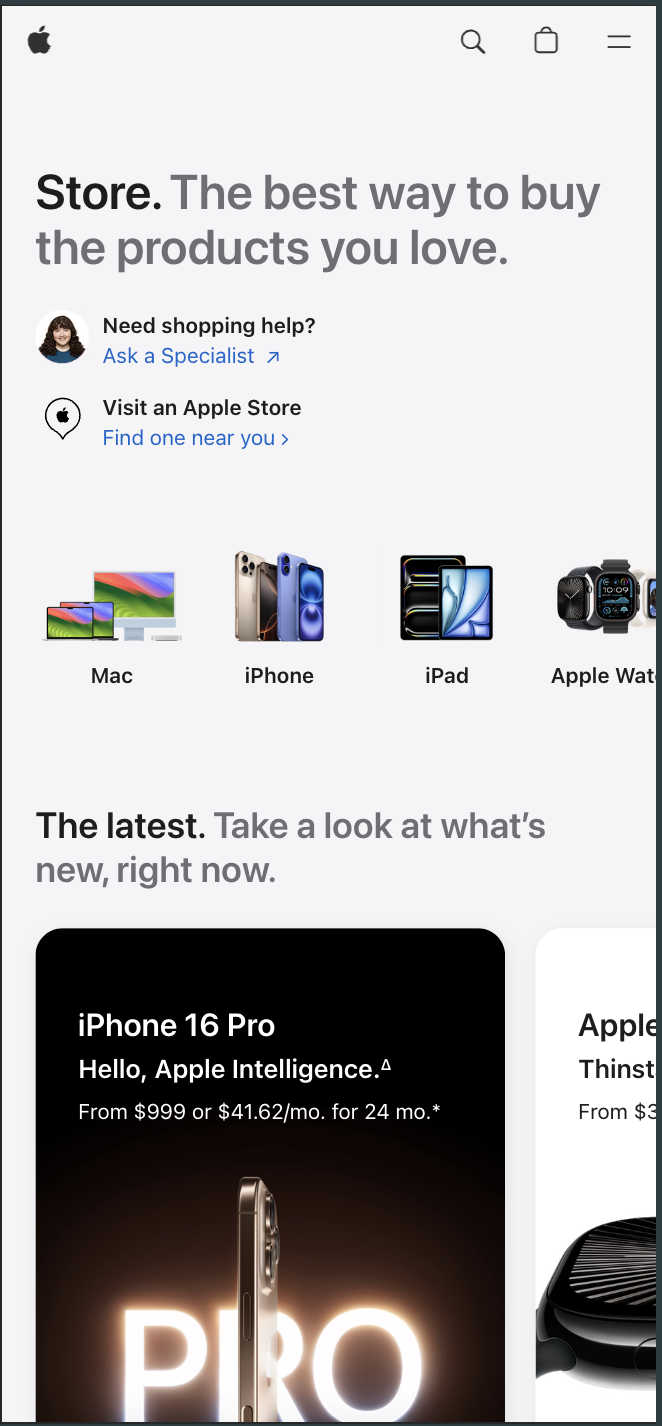 Store. The best way to buy
the products you love.
Need shopping help?
Ask a Specialist ↗
Visit an Apple Store
Find one near you >
Mac
iPhone
iPad
Apple Wat
The latest. Take a look at what’s
new, right now.
iPhone 16 Pro
Hello, Apple Intelligence.Δ
From $999 or $41.62/mo. for 24 mo.*
PRO
Apple
Thinst
From $3
10:09